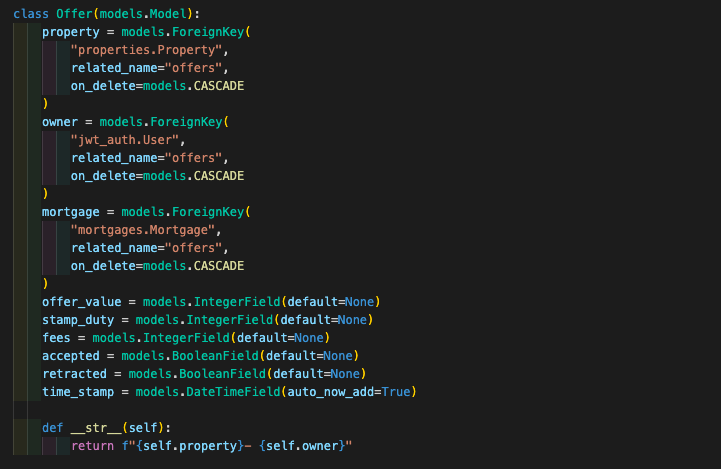 class Offer(models.Model):
    property = models.ForeignKey(
        "properties.Property",
        related_name="offers",
        on_delete=models.CASCADE
    )
    owner = models.ForeignKey(
        "jwt_auth.User",
        related_name="offers",
        on_delete=models.CASCADE
    )
    mortgage = models.ForeignKey(
        "mortgages.Mortgage",
        related_name="offers",
        on_delete=models.CASCADE
    )
    offer_value = models.IntegerField(default=None)
    stamp_duty = models.IntegerField(default=None)
    fees = models.IntegerField(default=None)
    accepted = models.BooleanField(default=None)
    retracted = models.BooleanField(default=None)
    time_stamp = models.DateTimeField(auto_now_add=True)

    def __str__(self):
        return f"{self.property}- {self.owner}"